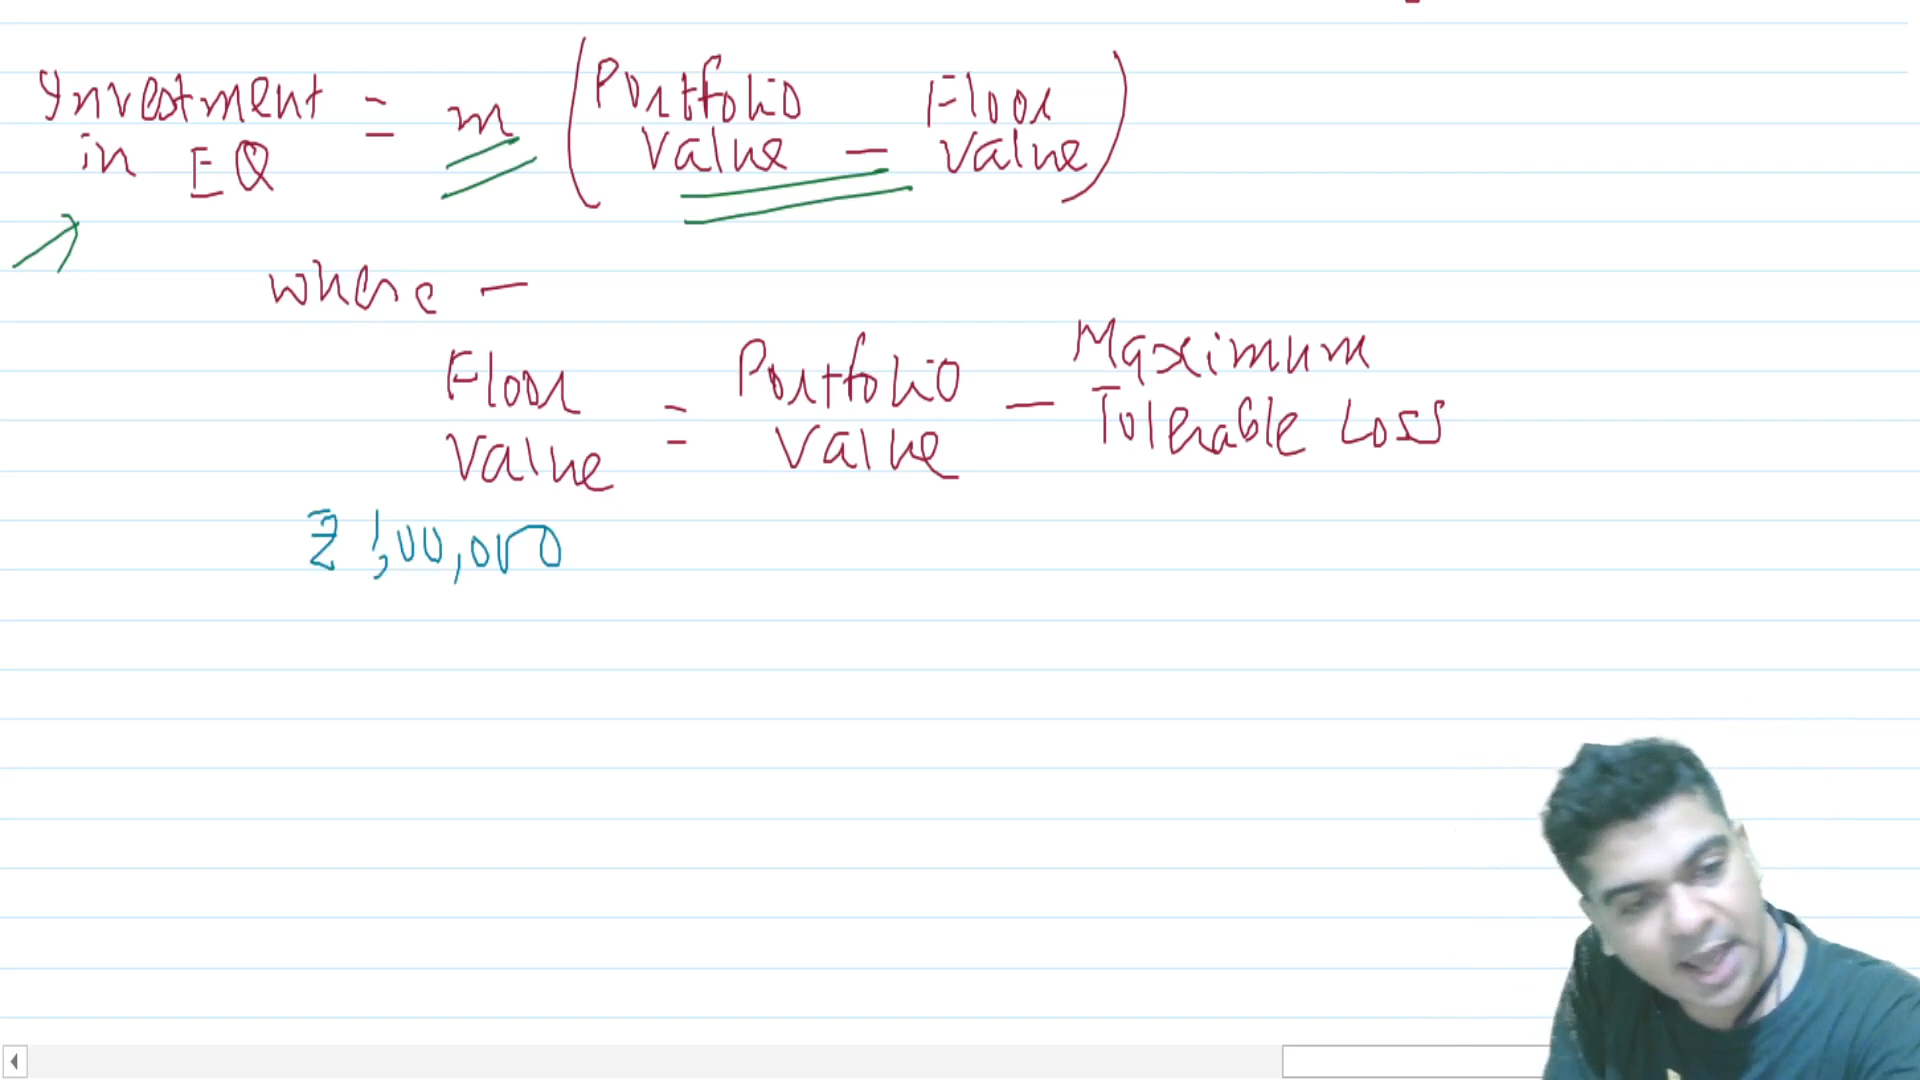 Investment in EQ = m (Portfolio Value - Floor Value)
where -
Floor Value = Portfolio Value - Maximum Tolerable Loss
₹ 1,00,000